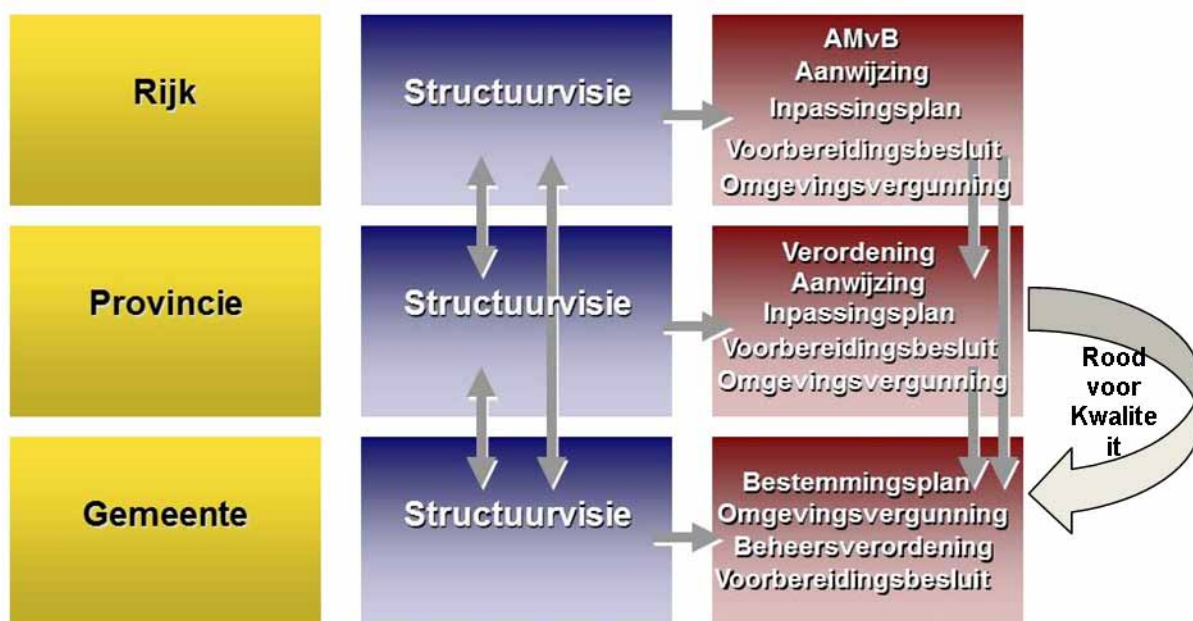 Rijk
Structuurvisie
AMvB
Aanwijzing
Inpassingsplan
Voorbereidingsbesluit
Omgevingsvergunning
Provincie
Structuurvisie
Verordening
Aanwijzing
Inpassingsplan
Voorbereidingsbesluit
Omgevingsvergunning
Rood
voor
Kwalite
it
Gemeente
Structuurvisie
Bestemmingsplan
Omgevingsvergunning
Beheersverordening
Voorbereidingsbesluit